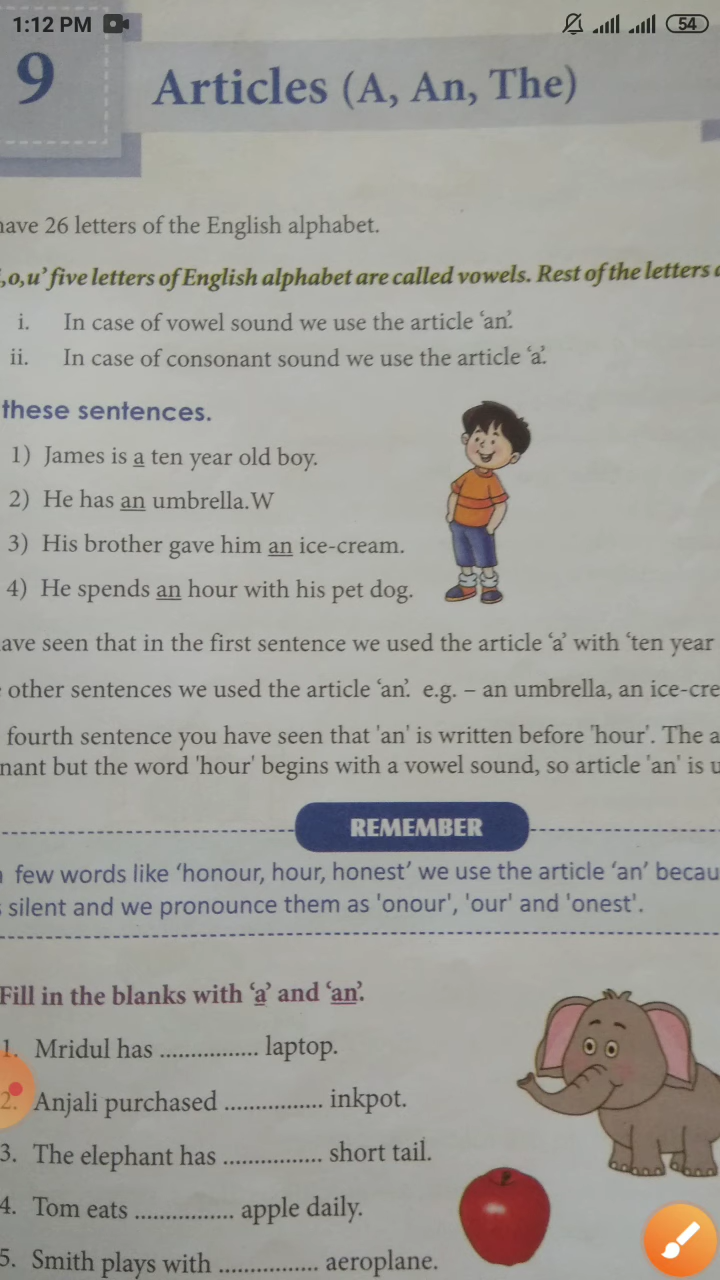 1:12 PM
54
9
Articles (A, An, The)
have 26 letters of the English alphabet.
,o,u' five letters of English alphabet are called vowels. Rest of the letters
i. In case of vowel sound we use the article 'an'.
ii. In case of consonant sound we use the article 'a'.
these sentences.
1) James is a ten year old boy.
2) He has an umbrella.W
3) His brother gave him an ice-cream.
4) He spends an hour with his pet dog.
ave seen that in the first sentence we used the article 'a' with 'ten year
other sentences we used the article 'an'. e.g. – an umbrella, an ice-cre
fourth sentence you have seen that 'an' is written before 'hour'. The a
nant but the word 'hour' begins with a vowel sound, so article 'an' is u
REMEMBER
few words like 'honour, hour, honest' we use the article 'an' becau
silent and we pronounce them as 'onour', 'our' and 'onest'.
Fill in the blanks with 'a' and 'an'.
1. Mridul has ............... laptop.
2. Anjali purchased ............... inkpot.
3. The elephant has ............... short tail.
4. Tom eats ............... apple daily.
5. Smith plays with ............... aeroplane.